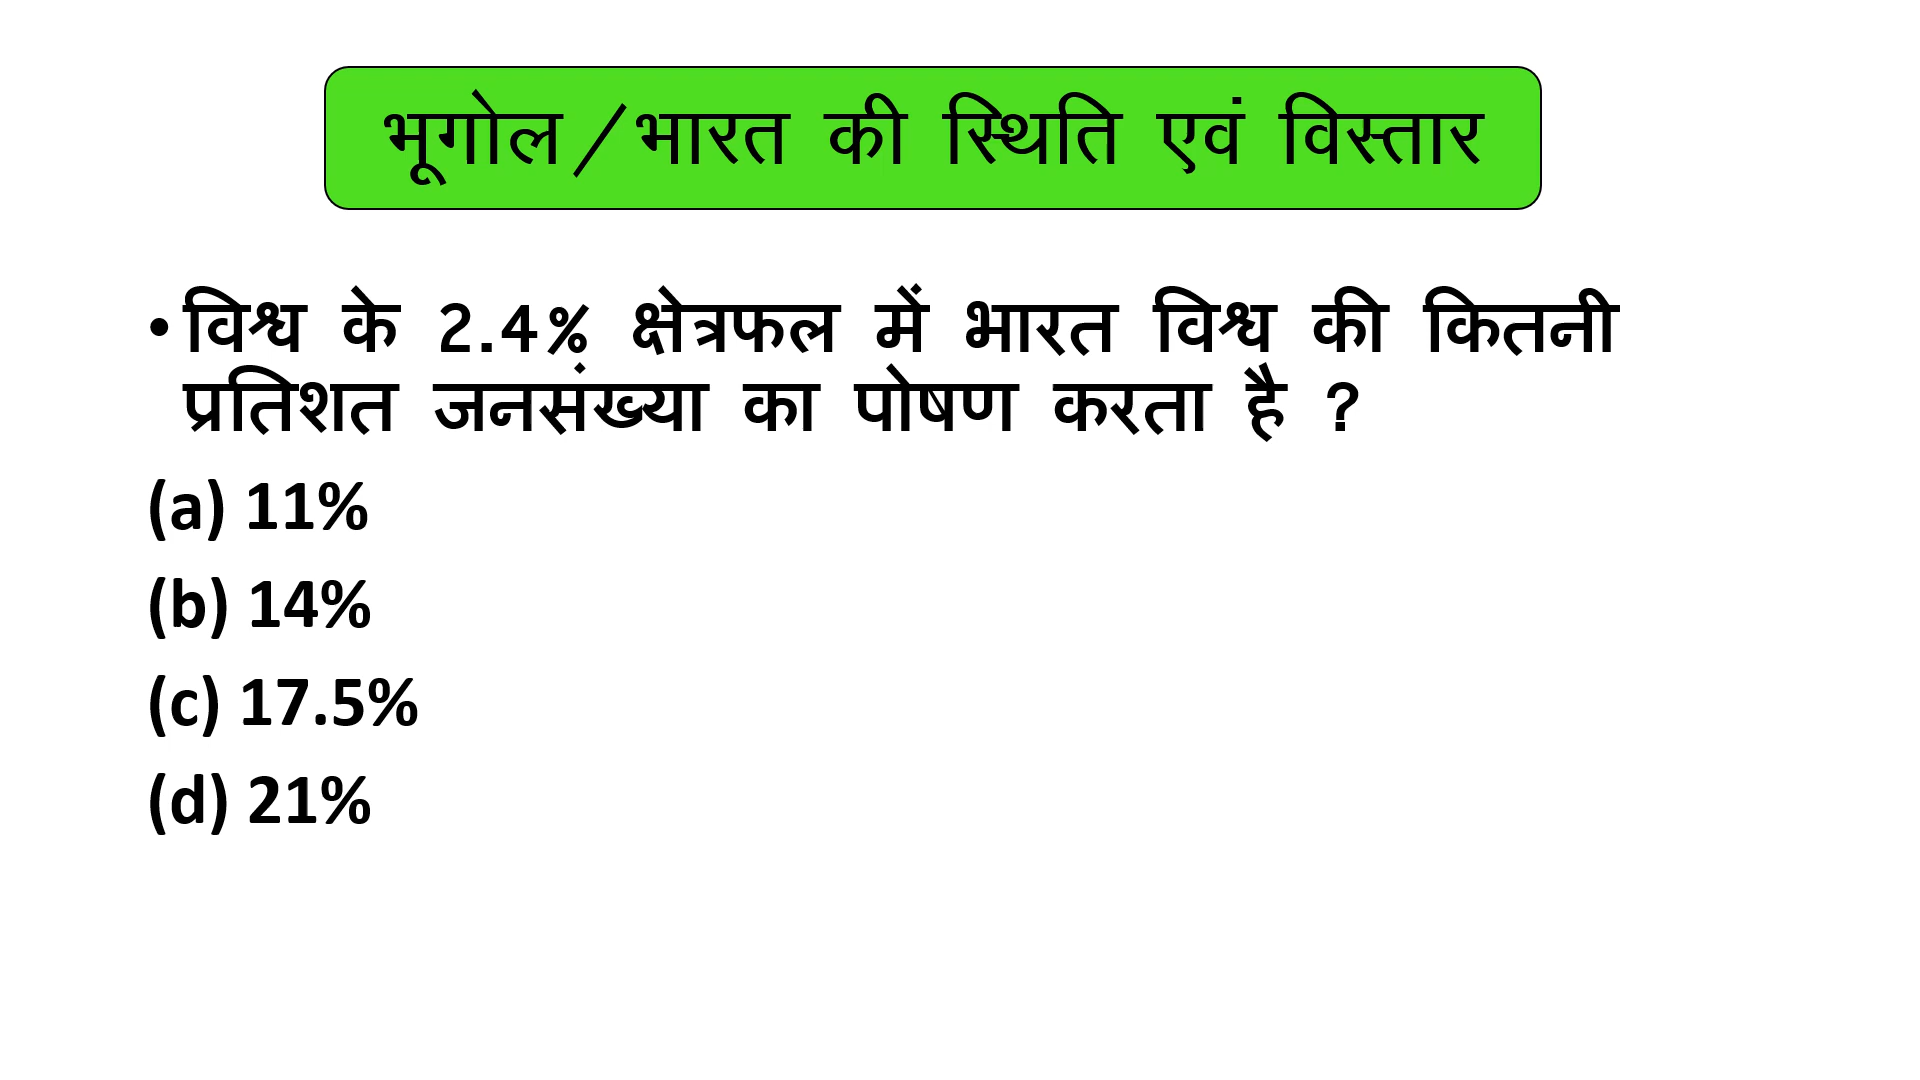 भूगोल/भारत की स्थिति एवं विस्तार
•विश्व के 2.4% क्षेत्रफल में भारत विश्व की कितनी
प्रतिशत जनसंख्या का पोषण करता है ?
(a) 11%
(b) 14%
(c) 17.5%
(d) 21%